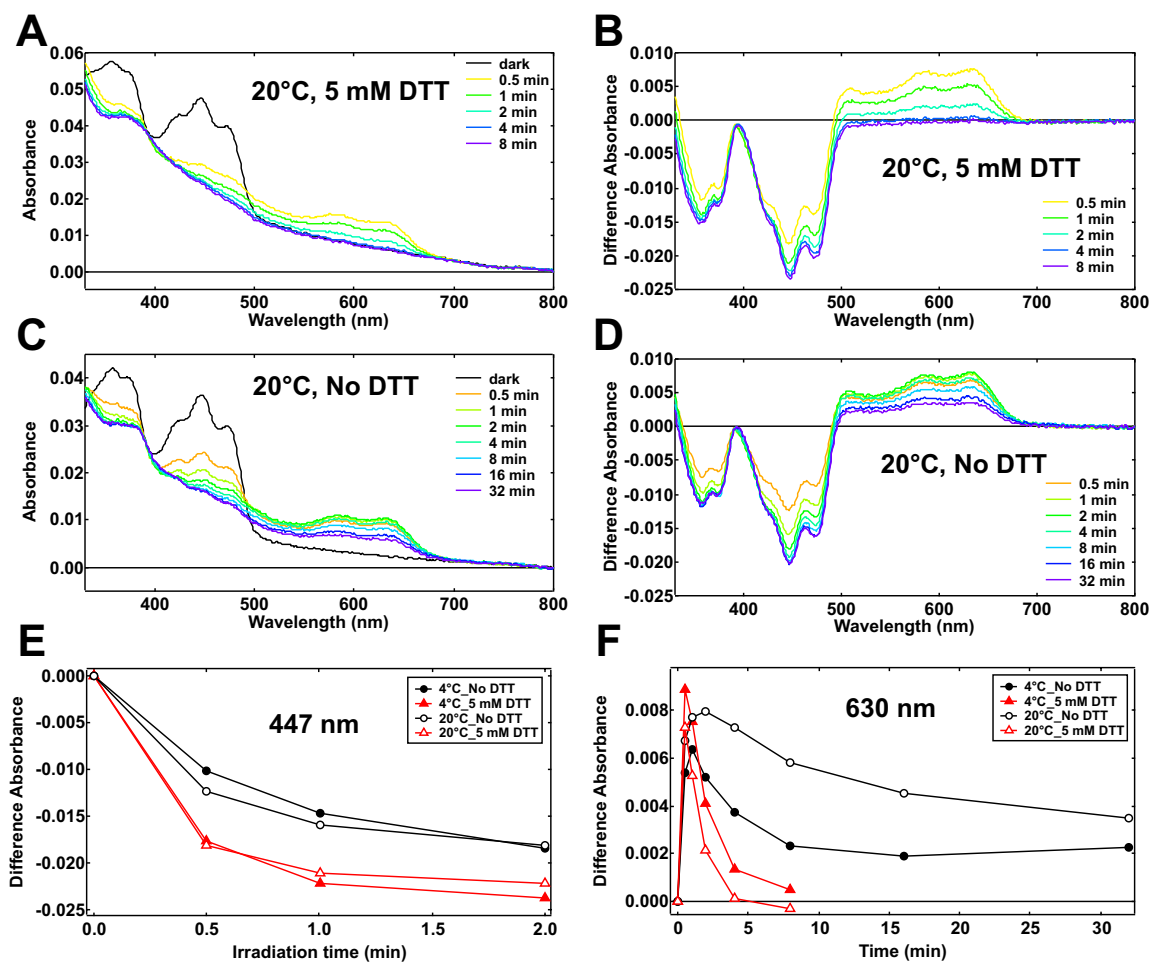 A
0.06
0.05
0.04
0.03
0.02
0.01
0.00
Absorbance
20°C, 5 mM DTT
dark
0.5 min
1 min
2 min
4 min
8 min
400
500
600
700
800
Wavelength (nm)
B
0.010
0.005
0.000
-0.005
-0.010
-0.015
-0.020
-0.025
Difference Absorbance
20°C, 5 mM DTT
0.5 min
1 min
2 min
4 min
8 min
400
500
600
700
800
Wavelength (nm)
C
0.04
0.03
0.02
0.01
0.00
Absorbance
20°C, No DTT
dark
0.5 min
1 min
2 min
4 min
8 min
16 min
32 min
400
500
600
700
800
Wavelength (nm)
D
0.010
0.005
0.000
-0.005
-0.010
-0.015
-0.020
-0.025
Difference Absorbance
20°C, No DTT
0.5 min
1 min
2 min
4 min
8 min
16 min
32 min
400
500
600
700
800
Wavelength (nm)
E
0.000
-0.005
-0.010
-0.015
-0.020
-0.025
Difference Absorbance
447 nm
4°C_No DTT
4°C_5 mM DTT
20°C_No DTT
20°C_5 mM DTT
0.0
0.5
1.0
1.5
2.0
Irradiation time (min)
F
0.008
0.006
0.004
0.002
0.000
Difference Absorbance
630 nm
4°C_No DTT
4°C_5 mM DTT
20°C_No DTT
20°C_5 mM DTT
0
5
10
15
20
25
30
Time (min)